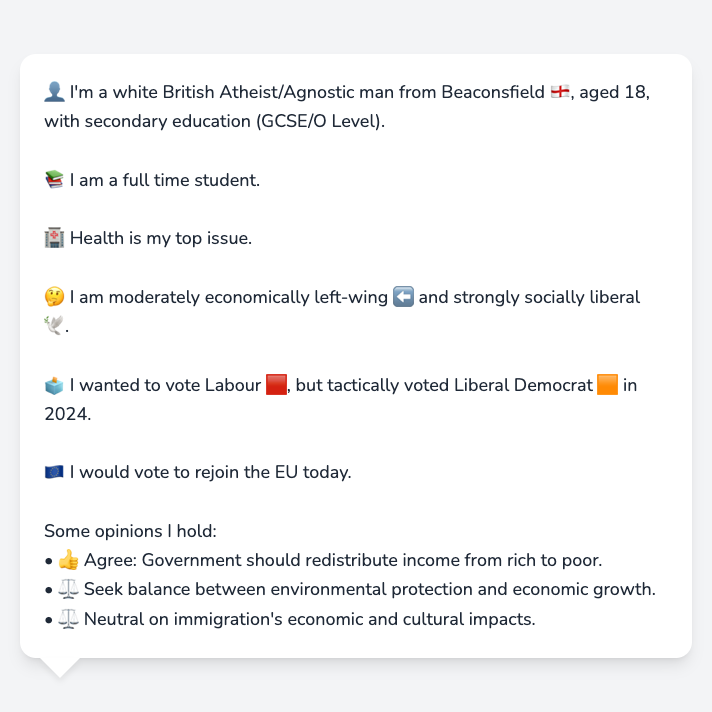 👤 I'm a white British Atheist/Agnostic man from Beaconsfield 🏴󠁧󠁢󠁥󠁮󠁧󠁿, aged 18,
with secondary education (GCSE/O Level).
📚 I am a full time student.
🏥 Health is my top issue.
🤔 I am moderately economically left-wing ⬅️ and strongly socially liberal
🕊️.
🗳️ I wanted to vote Labour 🟥, but tactically voted Liberal Democrat 🟧 in
2024.
🇪🇺 I would vote to rejoin the EU today.
Some opinions I hold:
• 👍 Agree: Government should redistribute income from rich to poor.
• ⚖️ Seek balance between environmental protection and economic growth.
• ⚖️ Neutral on immigration's economic and cultural impacts.